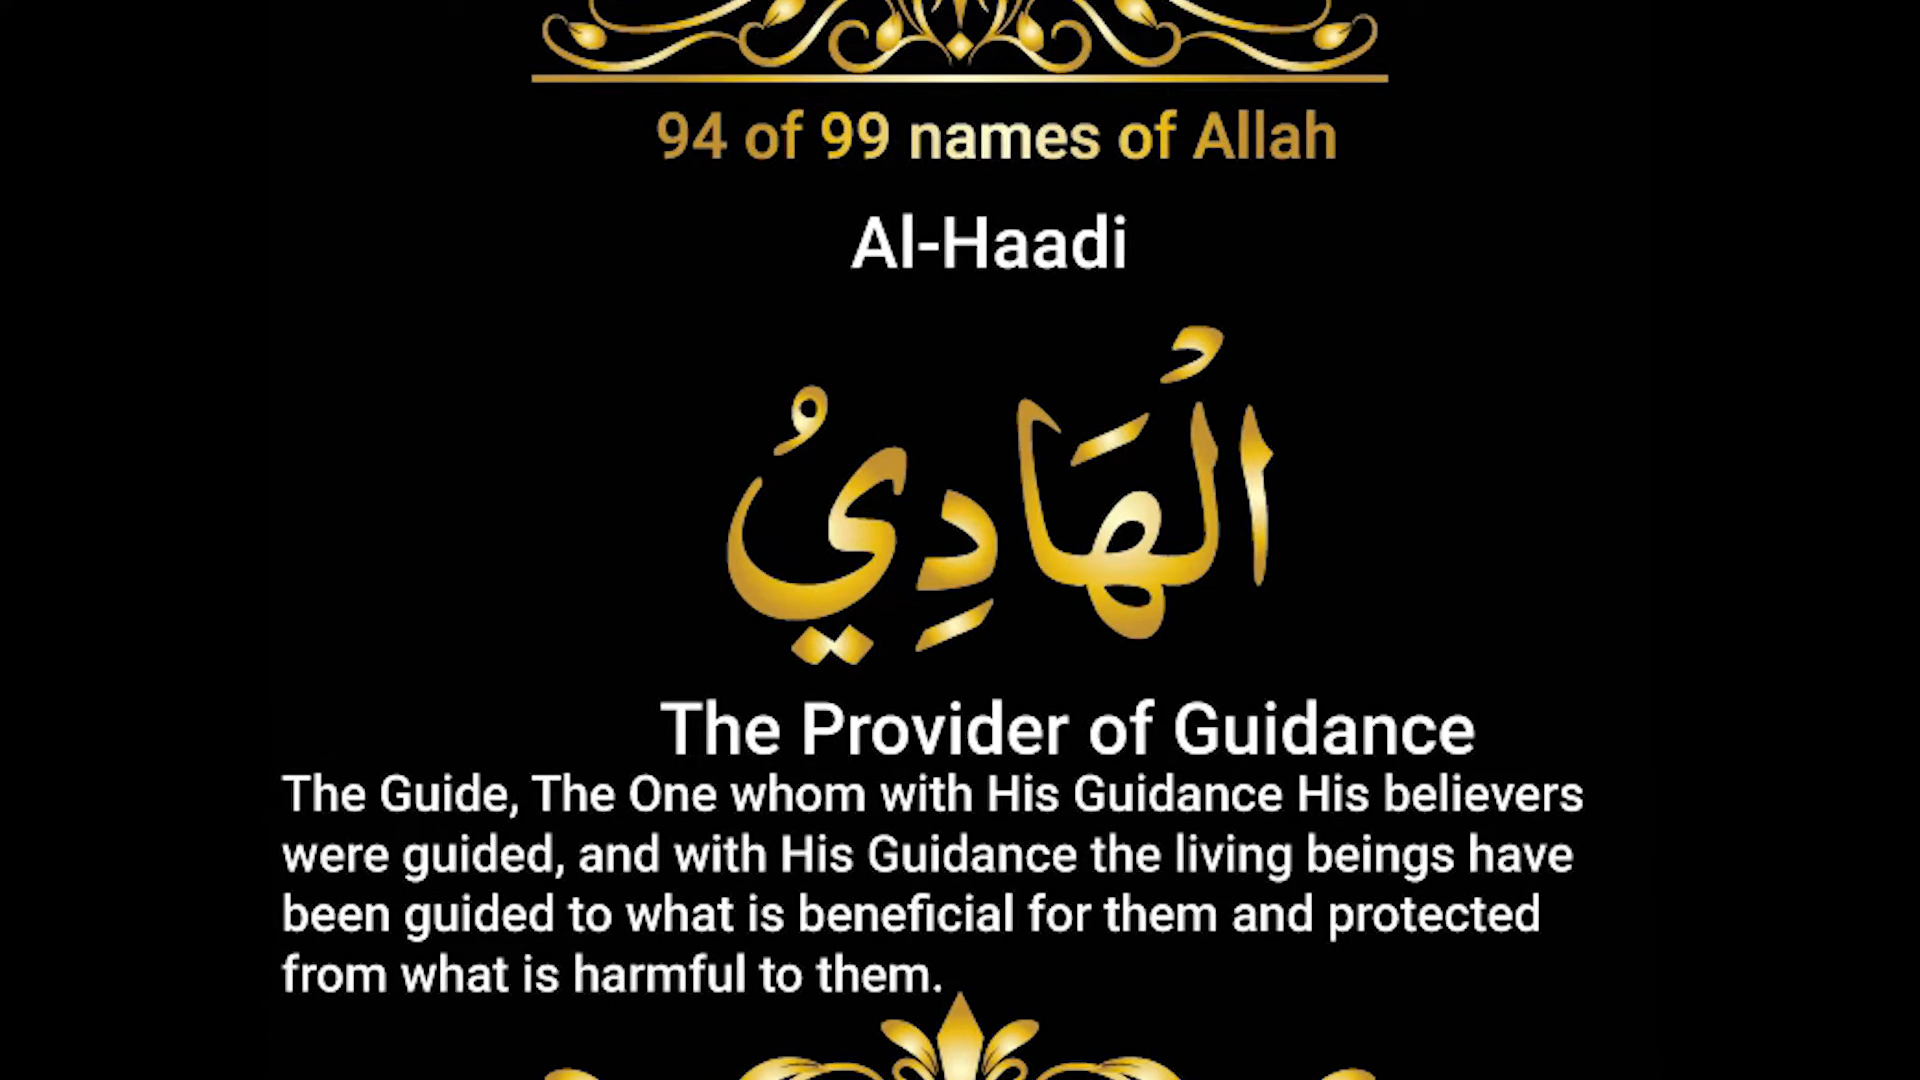 94 of 99 names of Allah
Al-Haadi
الْهَادِيُ
The Provider of Guidance
The Guide, The One whom with His Guidance His believers
were guided, and with His Guidance the living beings have
been guided to what is beneficial for them and protected
from what is harmful to them.